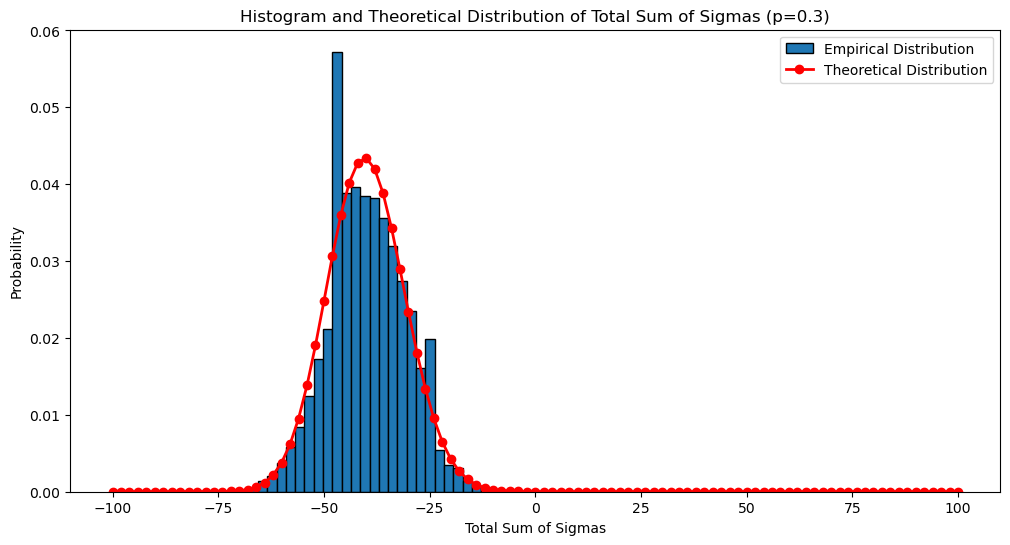 Histogram and Theoretical Distribution of Total Sum of Sigmas (p=0.3)
Empirical Distribution
Theoretical Distribution
Probability
0.06
0.05
0.04
0.03
0.02
0.01
0.00
−100 −75 −50 −25 0 25 50 75 100
Total Sum of Sigmas